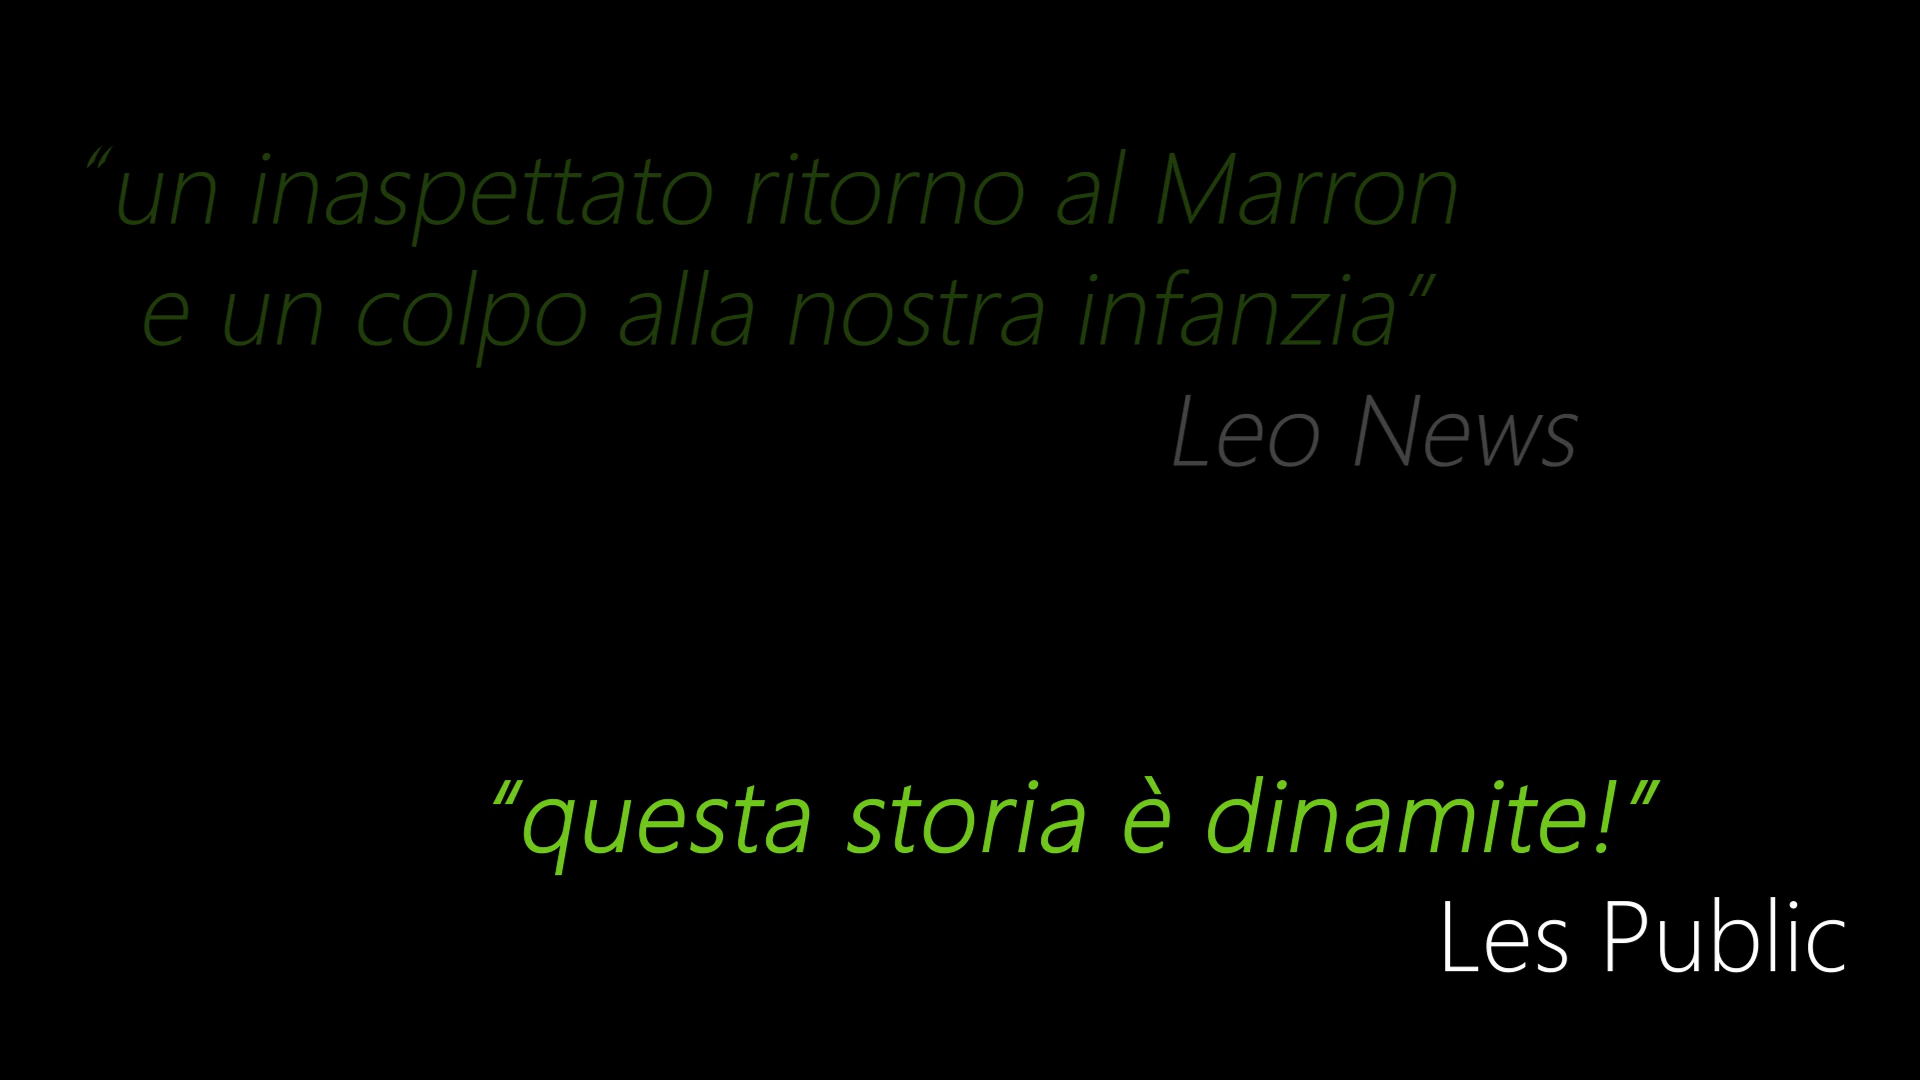 “un inaspettato ritorno al Marron
e un colpo alla nostra infanzia”
Leo News
“questa storia è dinamite!”
Les Public